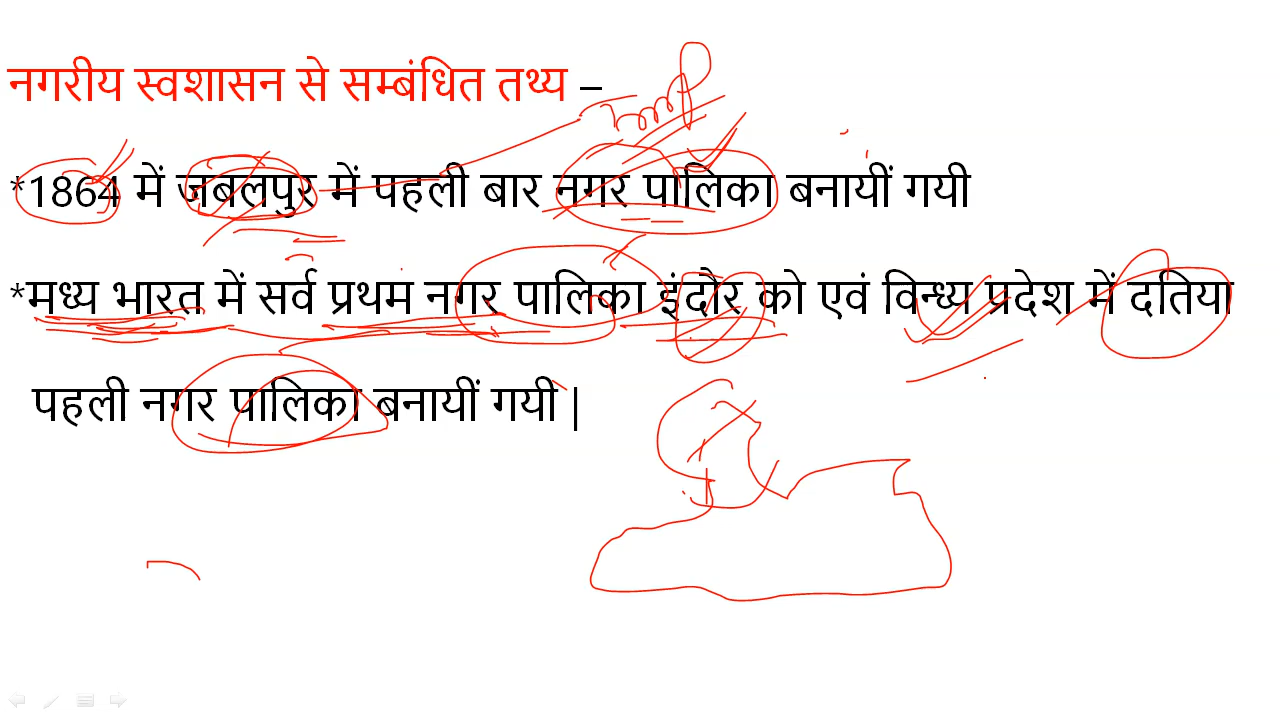 नगरीय स्वशासन से सम्बंधित तथ्य –
Imp
*1864 में जबलपुर में पहली बार नगर पालिका बनायीं गयी
*मध्य भारत में सर्व प्रथम नगर पालिका इंदौर को एवं विन्ध्य प्रदेश में दतिया
पहली नगर पालिका बनायीं गयी |